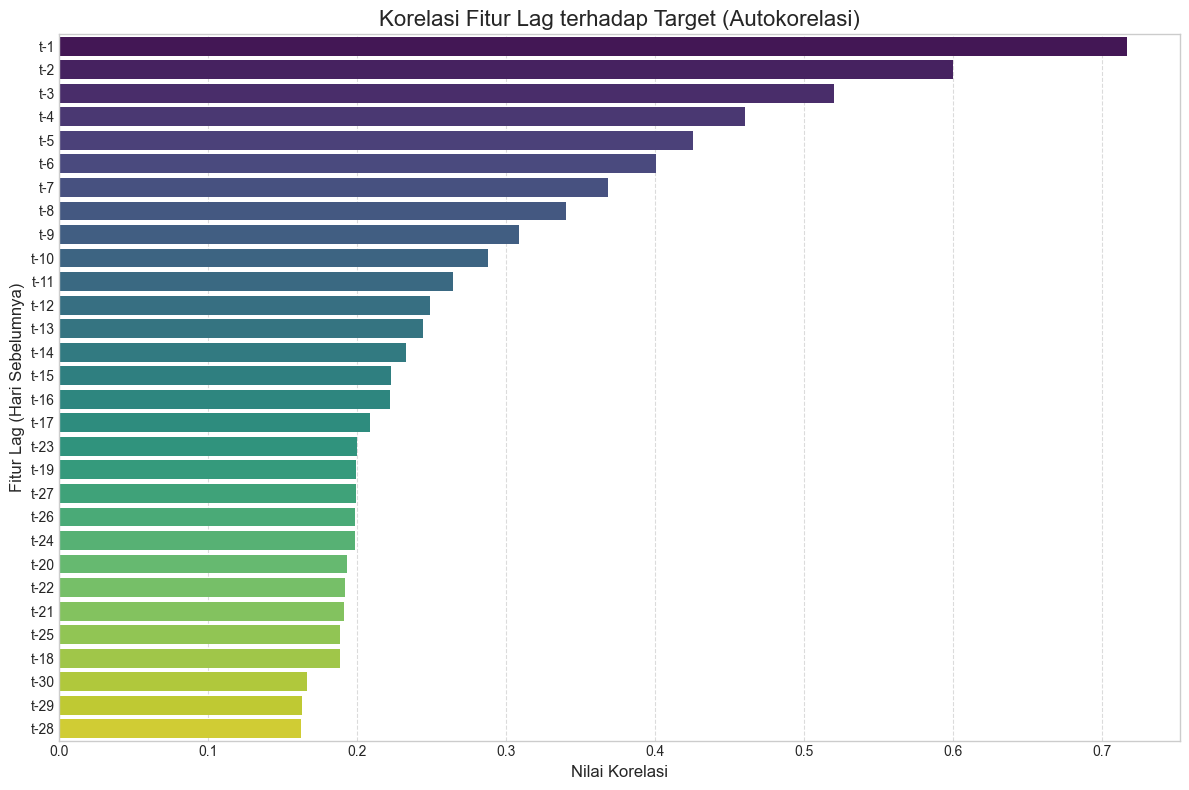 Korelasi Fitur Lag terhadap Target (Autokorelasi)
Fitur Lag (Hari Sebelumnya)
t-1
t-2
t-3
t-4
t-5
t-6
t-7
t-8
t-9
t-10
t-11
t-12
t-13
t-14
t-15
t-16
t-17
t-23
t-19
t-27
t-26
t-24
t-20
t-22
t-21
t-25
t-18
t-30
t-29
t-28
0.0 0.1 0.2 0.3 0.4 0.5 0.6 0.7
Nilai Korelasi